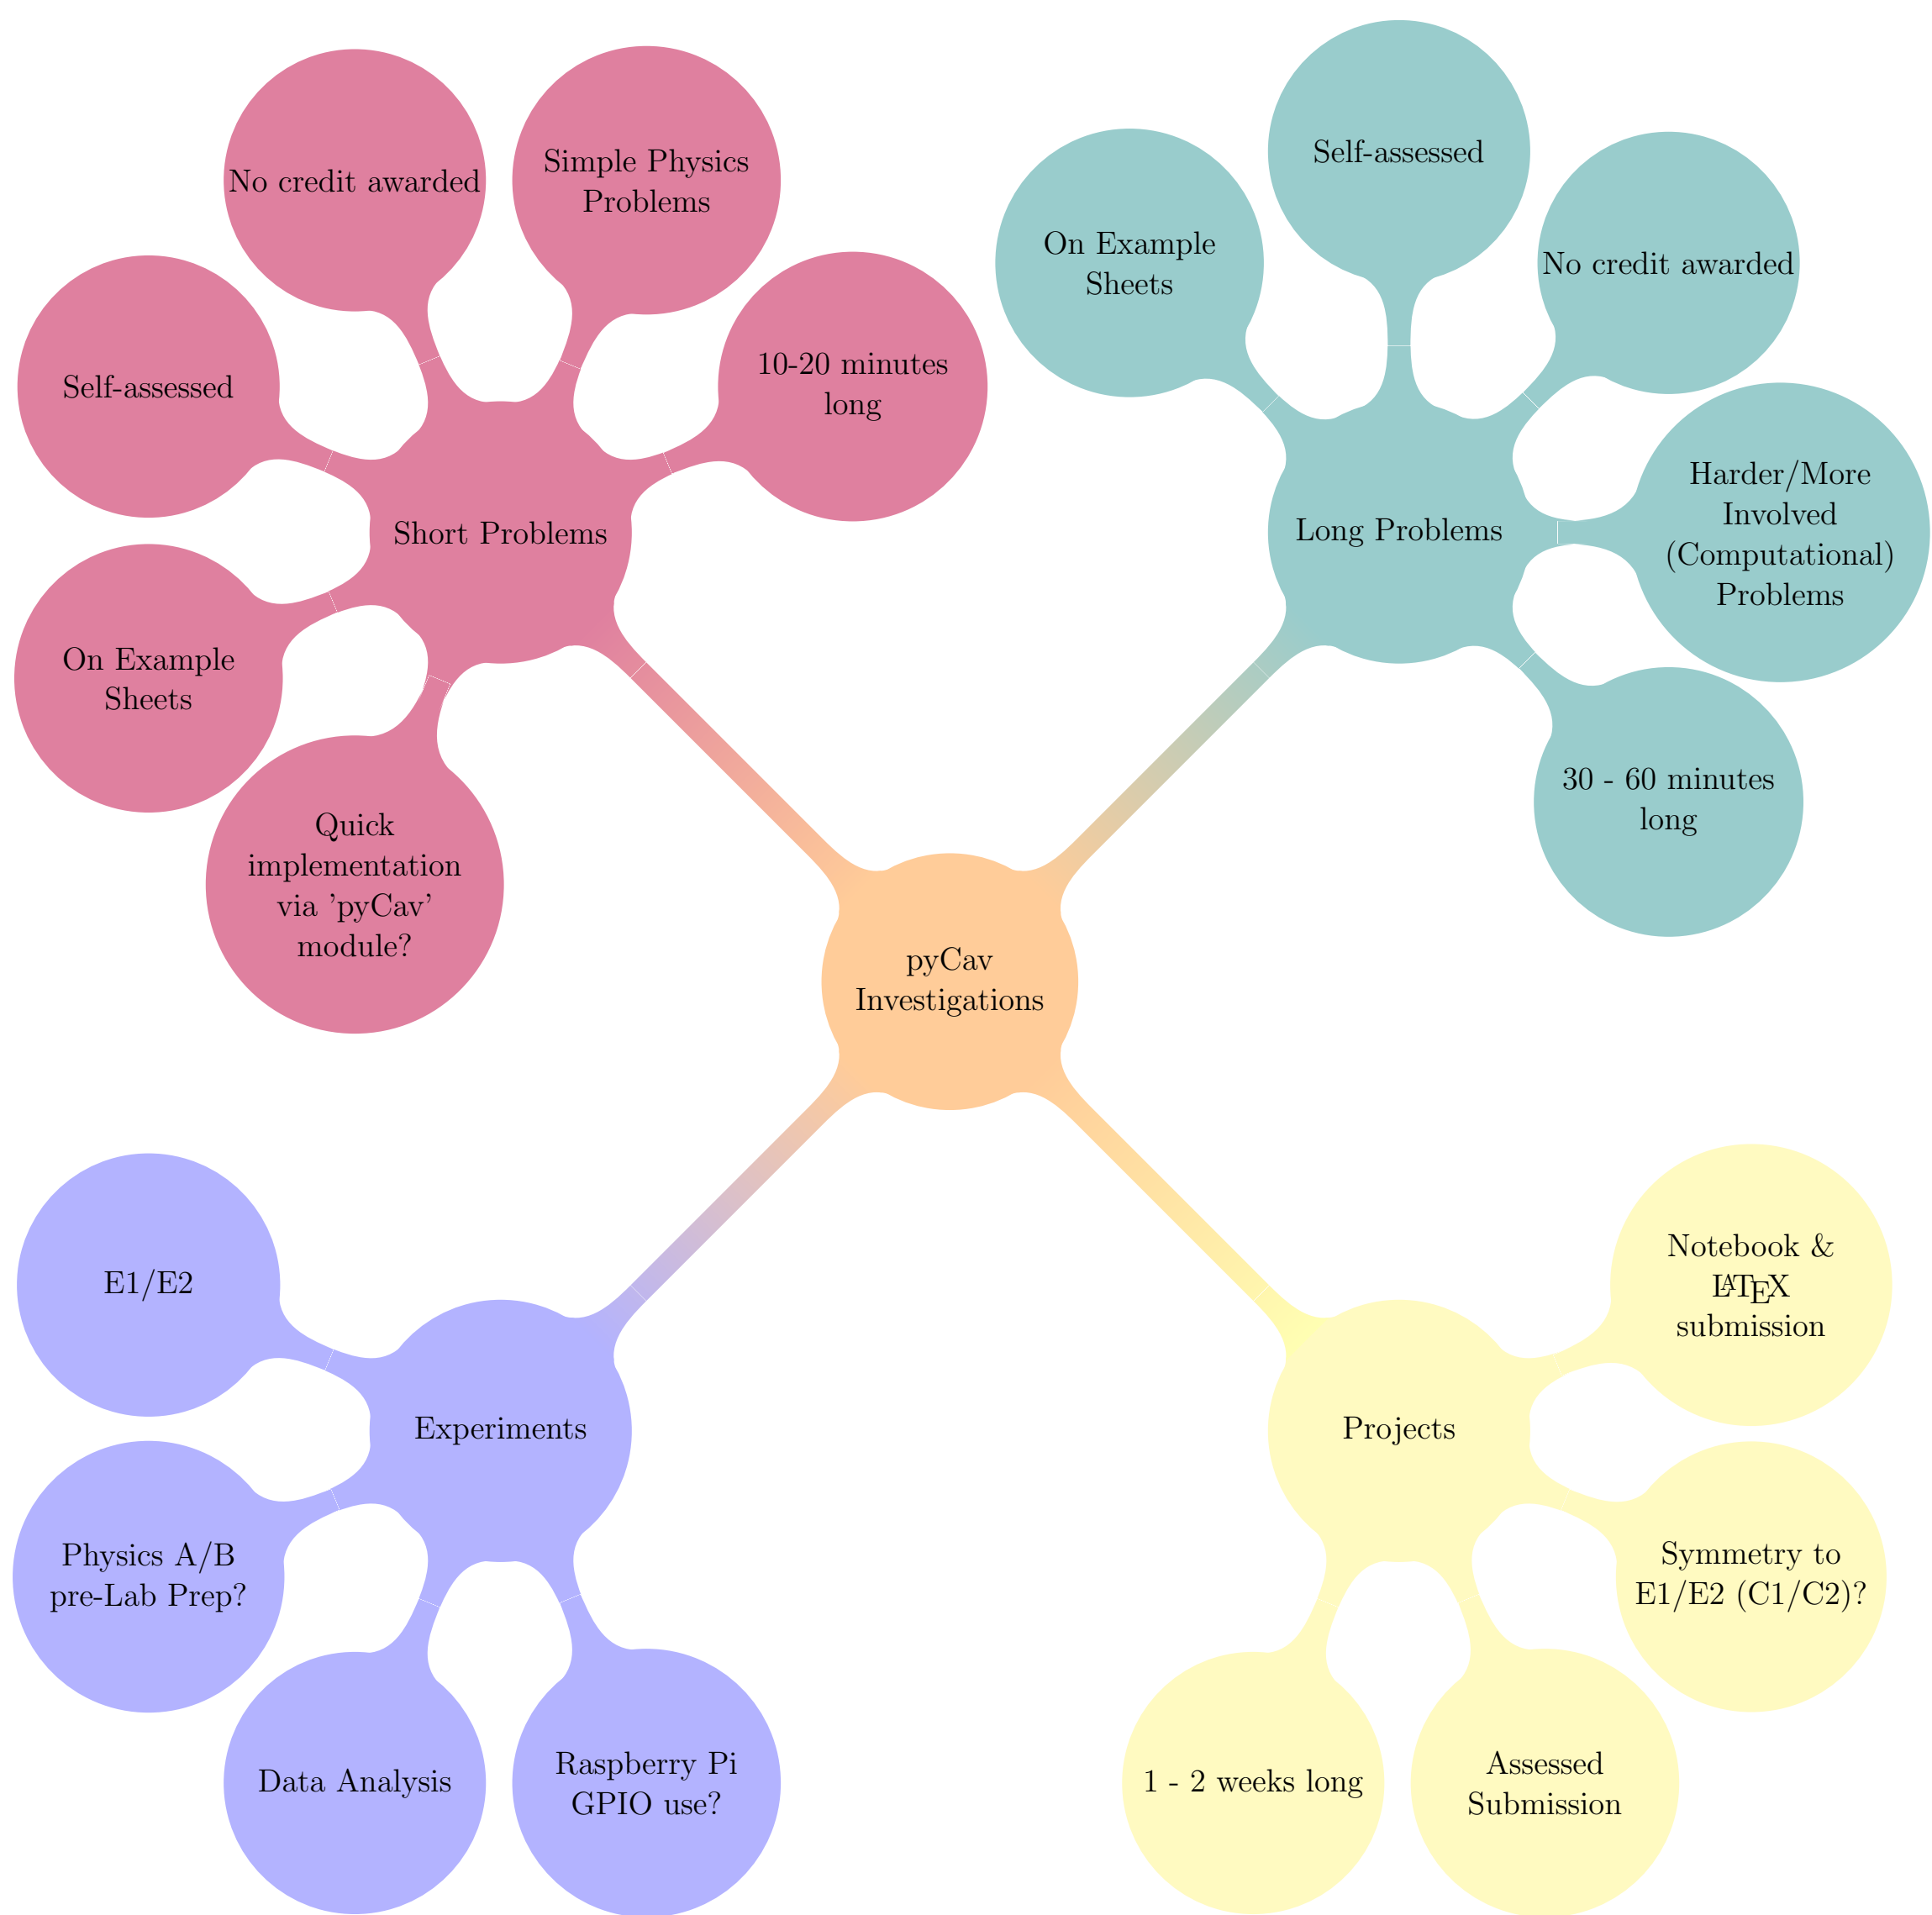 No credit awarded
Simple Physics
Problems
10-20 minutes
long
Self-assessed
Short Problems
On Example
Sheets
Quick
implementation
via 'pyCav'
module?
On Example
Sheets
Self-assessed
No credit awarded
Long Problems
Harder/More
Involved
(Computational)
Problems
30 - 60 minutes
long
pyCav
Investigations
E1/E2
Experiments
Physics A/B
pre-Lab Prep?
Data Analysis
Raspberry Pi
GPIO use?
Notebook &
LATEX
submission
Projects
Symmetry to
E1/E2 (C1/C2)?
1 - 2 weeks long
Assessed
Submission